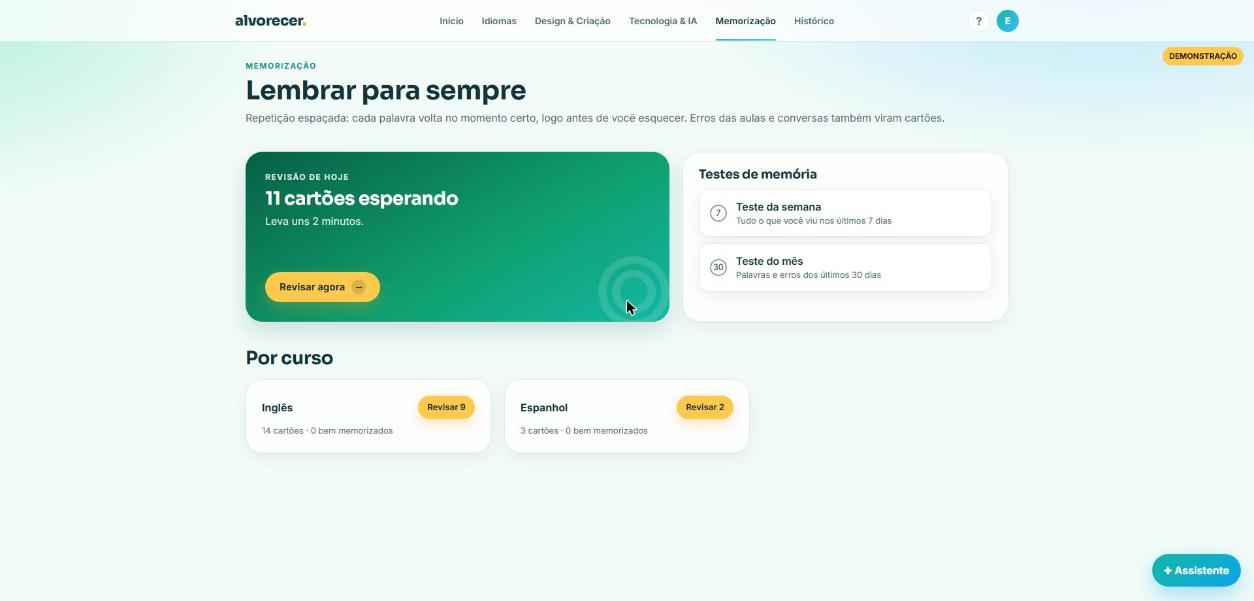 alvorecer.
Início
Idiomas
Design & Criação
Tecnologia & IA
Memorização
Histórico
?
E
DEMONSTRAÇÃO
MEMORIZAÇÃO
Lembrar para sempre
Repetição espaçada: cada palavra volta no momento certo, logo antes de você esquecer. Erros das aulas e conversas também viram cartões.
REVISÃO DE HOJE
11 cartões esperando
Leva uns 2 minutos.
Revisar agora →
Testes de memória
7
Teste da semana
Tudo o que você viu nos últimos 7 dias
30
Teste do mês
Palavras e erros dos últimos 30 dias
Por curso
Inglês
Revisar 9
14 cartões · 0 bem memorizados
Espanhol
Revisar 2
3 cartões · 0 bem memorizados
✦ Assistente